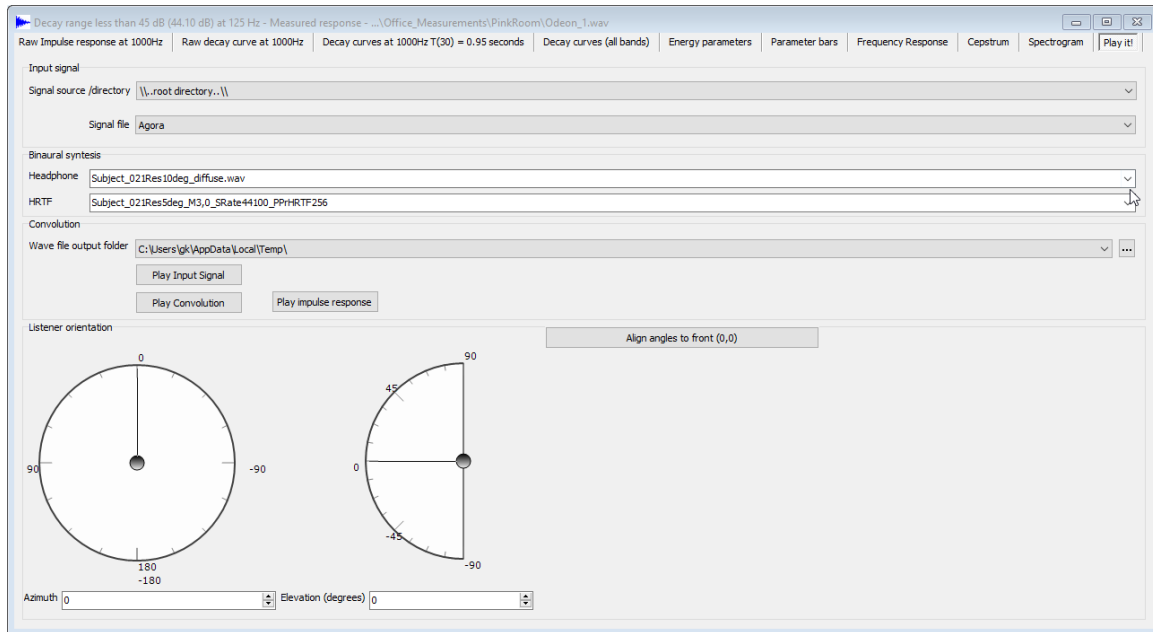 Decay range less than 45 dB (44.10 dB) at 125 Hz - Measured response - ...\Office_Measurements\PinkRoom\Odeon_1.wav
Raw Impulse response at 1000Hz Raw decay curve at 1000Hz Decay curves at 1000Hz T(30) = 0.95 seconds Decay curves (all bands) Energy parameters Parameter bars Frequency Response Cepstrum Spectrogram Play it!
Input signal
Signal source /directory \\..root directory..\\
Signal file Agora
Binaural syntesis
Headphone Subject_021Res10deg_diffuse.wav
HRTF Subject_021Res5deg_M3,0_SRate44100_PPrHRTF256
Convolution
Wave file output folder C:\Users\gk\AppData\Local\Temp\ ...
Play Input Signal
Play Convolution Play impulse response
Listener orientation Align angles to front (0,0)
0 90
45
90 -90 0
-45
180 -90
-180
Azimuth 0 Elevation (degrees) 0